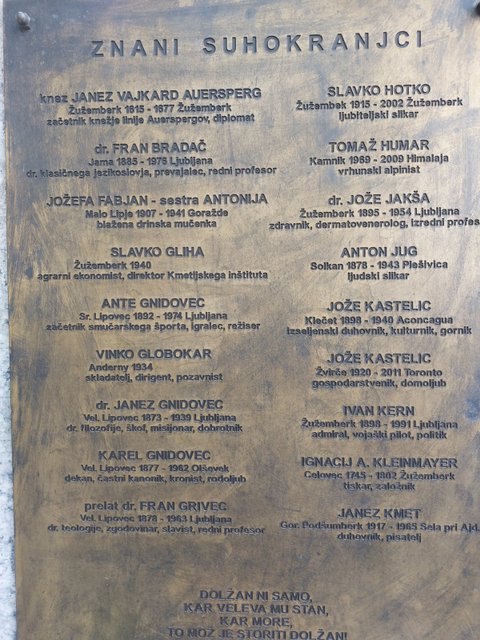 ZNANI SUHOKRANJCI
knez JANEZ VAJKARD AUERSPERG
Žužemberk 1615 - 1677 Žužemberk
začetnik knežje linije Auerspergov, diplomat
dr. FRAN BRADAČ
Jama 1885 - 1975 Ljubljana
dr. klasičnega jezikoslovja, prevajalec, redni profesor
JOŽEFA FABJAN - sestra ANTONIJA
Malo Lipje 1907 - 1941 Goražde
blažena drinska mučenka
SLAVKO GLIHA
Žužemberk 1940
agrarni ekonomist, direktor Kmetijskega inštituta
ANTE GNIDOVEC
Sr. Lipovec 1892 - 1974 Ljubljana
začetnik smučarskega športa, igralec, režiser
VINKO GLOBOKAR
Anderny 1934
skladatelj, dirigent, pozavnist
dr. JANEZ GNIDOVEC
Vel. Lipovec 1873 - 1939 Ljubljana
dr. filozofije, škof, misijonar, dobrotnik
KAREL GNIDOVEC
Vel. Lipovec 1877 - 1962 Olševek
dekan, častni kanonik, kronist, rodoljub
prelat dr. FRAN GRIVEC
Vel. Lipovec 1878 - 1963 Ljubljana
dr. teologije, zgodovinar, slavist, redni profesor
SLAVKO HOTKO
Žužembek 1915 - 2002 Žužemberk
ljubiteljski slikar
TOMAŽ HUMAR
Kamnik 1969 - 2009 Himalaja
vrhunski alpinist
dr. JOŽE JAKŠA
Žužemberk 1895 - 1954 Ljubljana
zdravnik, dermatovenerolog, izredni profes
ANTON JUG
Solkan 1878 - 1943 Plešivica
ljudski slikar
JOŽE KASTELIC
Klečet 1898 - 1940 Aconcagua
izseljenski duhovnik, kulturnik, gornik
JOŽE KASTELIC
Žvirče 1920 - 2011 Toronto
gospodarstvenik, domoljub
IVAN KERN
Žužemberk 1898 - 1991 Ljubljana
admiral, vojaški pilot, politik
IGNACIJ A. KLEINMAYER
Celovec 1745 - 1802 Žužemberk
tiskar, založnik
JANEZ KMET
Gor. Podšumberk 1917 - 1965 Sela pri Ajd.
duhovnik, pisatelj
DOLŽAN NI SAMO,
KAR VELEVA MU STAN,
KAR MORE,
TO MOŽ JE STORITI DOLŽAN!